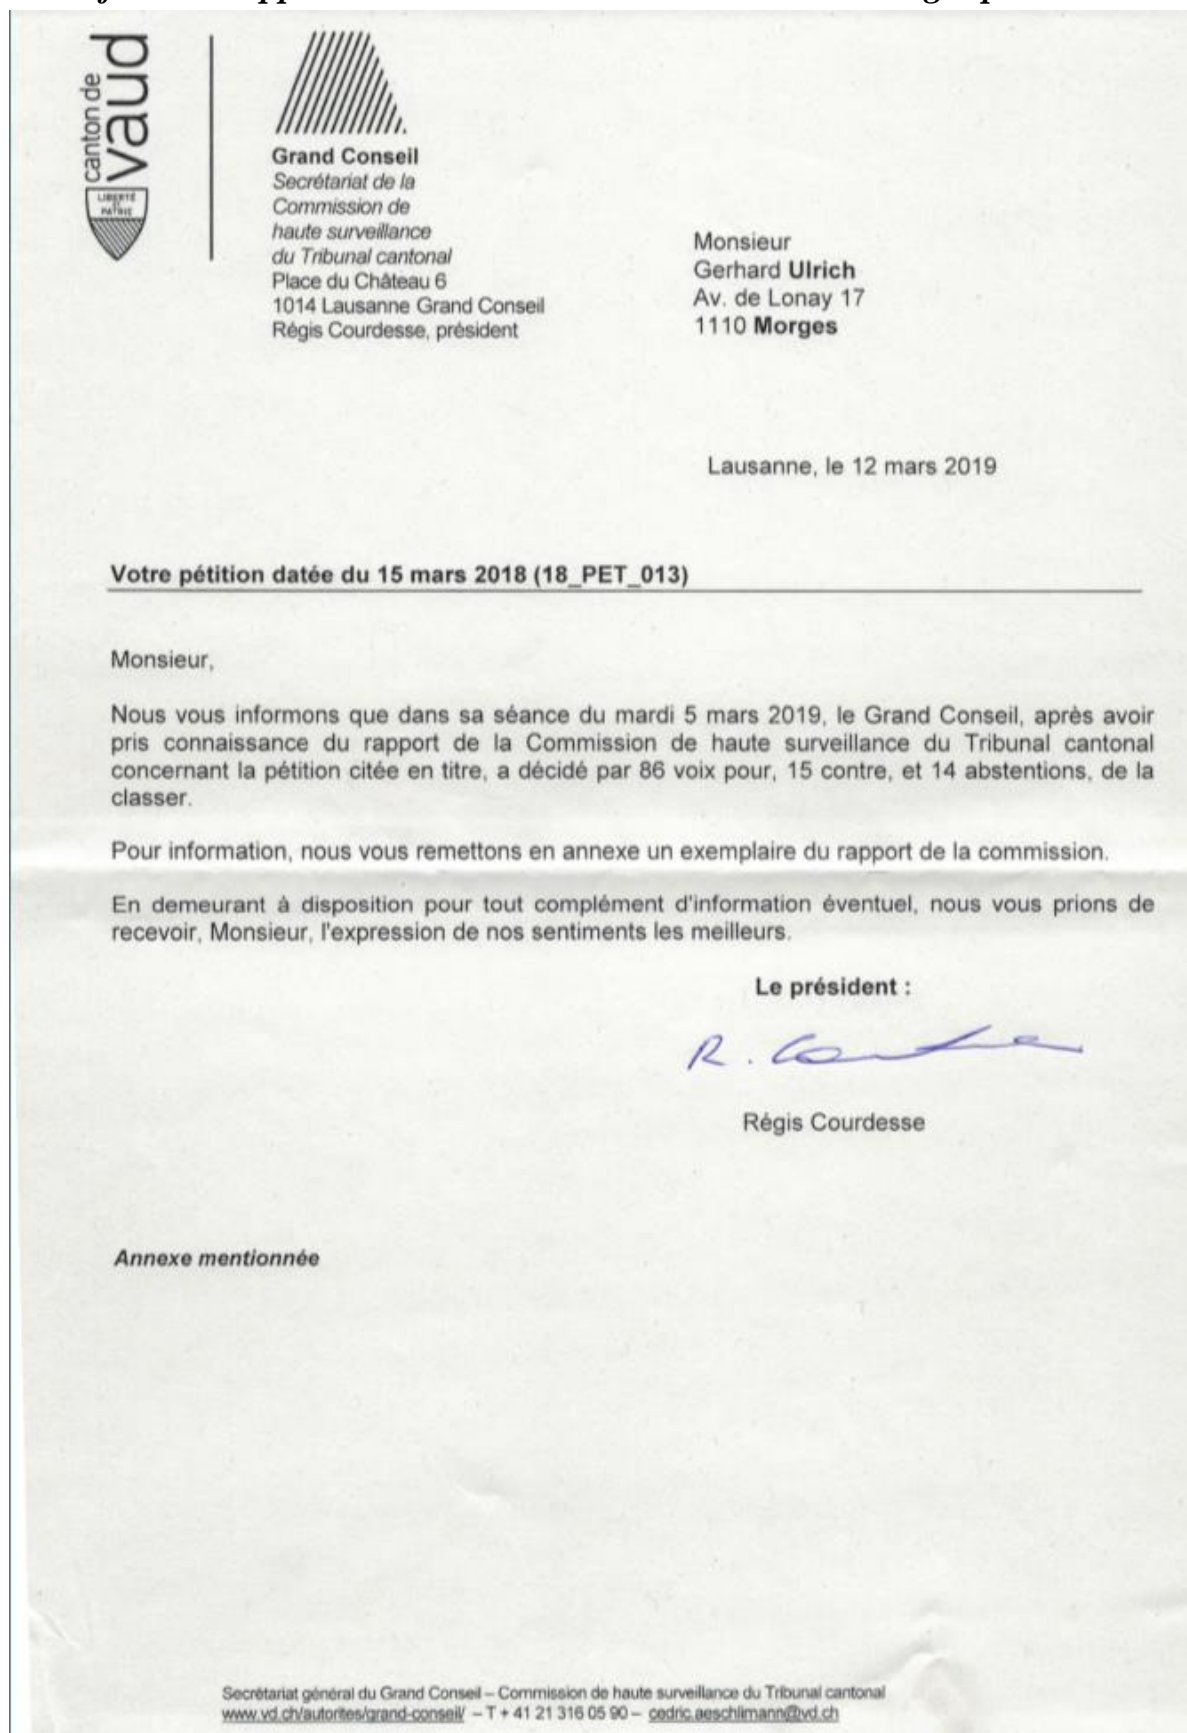 canton de
vaud
LIBERTÉ
ET
PATRIE
Grand Conseil
Secrétariat de la
Commission de
haute surveillance
du Tribunal cantonal
Place du Château 6
1014 Lausanne Grand Conseil
Régis Courdesse, président
Monsieur
Gerhard Ulrich
Av. de Lonay 17
1110 Morges
Lausanne, le 12 mars 2019
Votre pétition datée du 15 mars 2018 (18_PET_013)
Monsieur,
Nous vous informons que dans sa séance du mardi 5 mars 2019, le Grand Conseil, après avoir
pris connaissance du rapport de la Commission de haute surveillance du Tribunal cantonal
concernant la pétition citée en titre, a décidé par 86 voix pour, 15 contre, et 14 abstentions, de la
classer.
Pour information, nous vous remettons en annexe un exemplaire du rapport de la commission.
En demeurant à disposition pour tout complément d'information éventuel, nous vous prions de
recevoir, Monsieur, l'expression de nos sentiments les meilleurs.
Le président :
R.
Régis Courdesse
Annexe mentionnée
Secrétariat général du Grand Conseil – Commission de haute surveillance du Tribunal cantonal
www.vd.ch/autorites/grand-conseil/ – T + 41 21 316 05 90 – cedric.aeschlimann@vd.ch